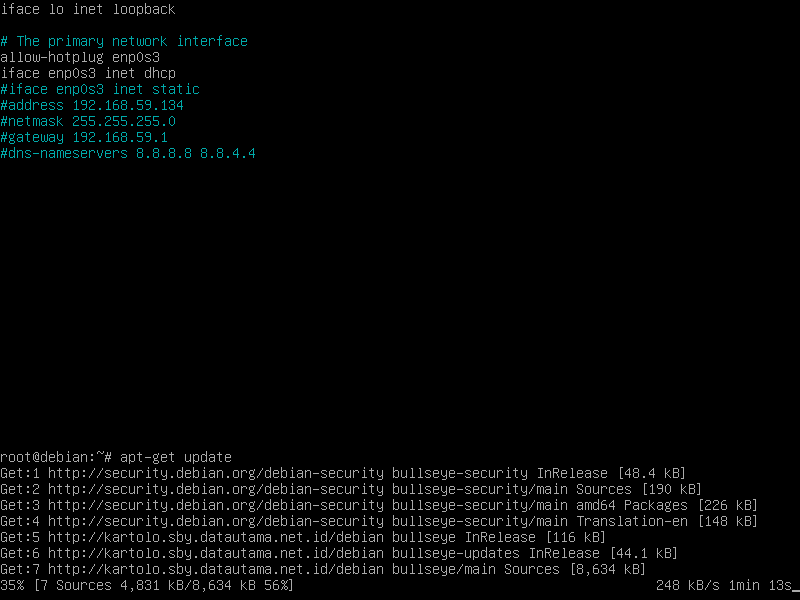 iface lo inet loopback
# The primary network interface
allow-hotplug enp0s3
iface enp0s3 inet dhcp
#iface enp0s3 inet static
#address 192.168.59.134
#netmask 255.255.255.0
#gateway 192.168.59.1
#dns-nameservers 8.8.8.8 8.8.4.4
root@debian:~# apt-get update
Get:1 http://security.debian.org/debian-security bullseye-security InRelease [48.4 kB]
Get:2 http://security.debian.org/debian-security bullseye-security/main Sources [190 kB]
Get:3 http://security.debian.org/debian-security bullseye-security/main amd64 Packages [226 kB]
Get:4 http://security.debian.org/debian-security bullseye-security/main Translation-en [148 kB]
Get:5 http://kartolo.sby.datautama.net.id/debian bullseye InRelease [116 kB]
Get:6 http://kartolo.sby.datautama.net.id/debian bullseye-updates InRelease [44.1 kB]
Get:7 http://kartolo.sby.datautama.net.id/debian bullseye/main Sources [8,634 kB]
35% [7 Sources 4,831 kB/8,634 kB 56%] 248 kB/s 1min 13s